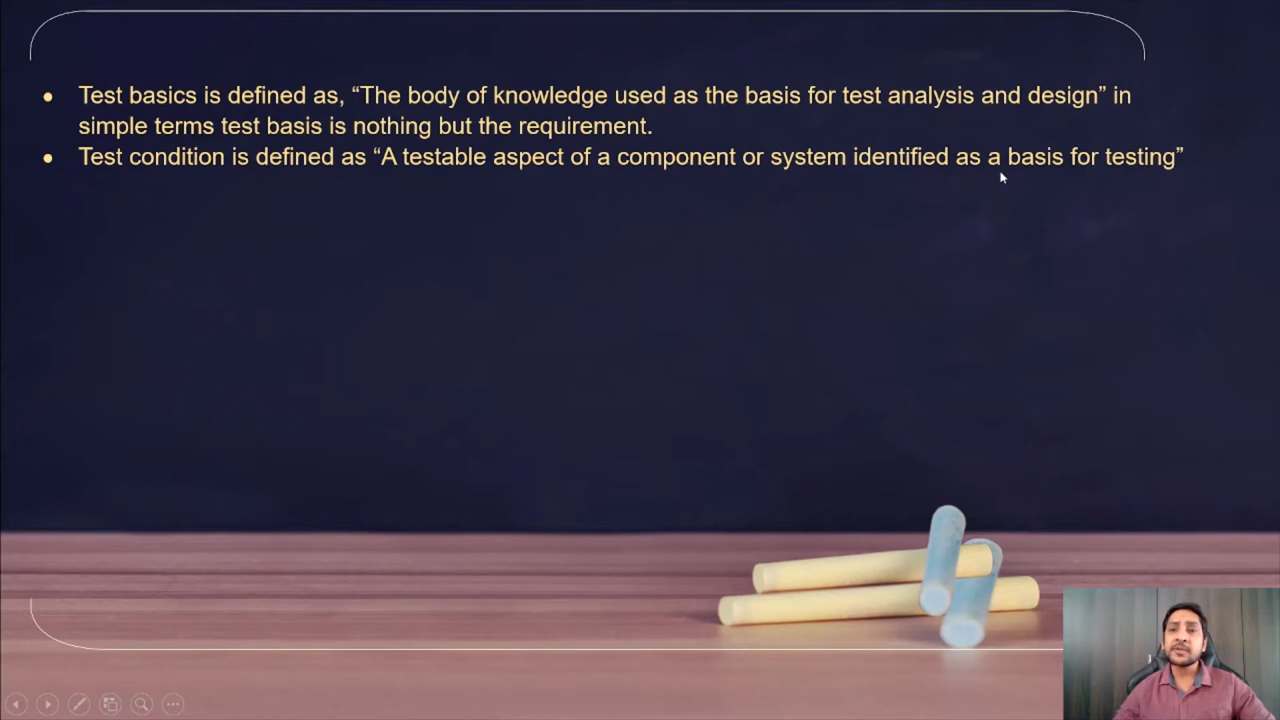 • Test basics is defined as, “The body of knowledge used as the basis for test analysis and design” in
simple terms test basis is nothing but the requirement.
• Test condition is defined as “A testable aspect of a component or system identified as a basis for testing”